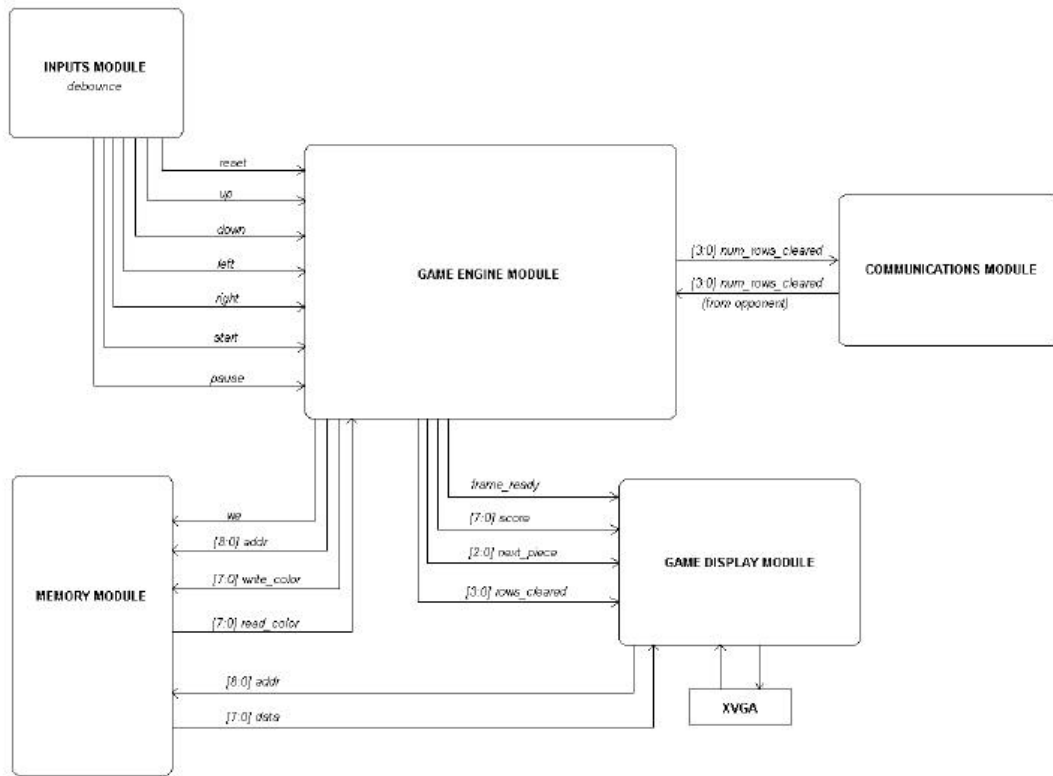 INPUTS MODULE
debounce
reset
up
down
left
right
start
pause
GAME ENGINE MODULE
[3:0] num_rows_cleared
[3:0] num_rows_cleared
(from opponent)
COMMUNICATIONS MODULE
we
[8:0] addr
[7:0] write_color
[7:0] read_color
MEMORY MODULE
frame_ready
[7:0] score
[2:0] next_piece
[3:0] rows_cleared
GAME DISPLAY MODULE
[8:0] addr
[7:0] data
XVGA